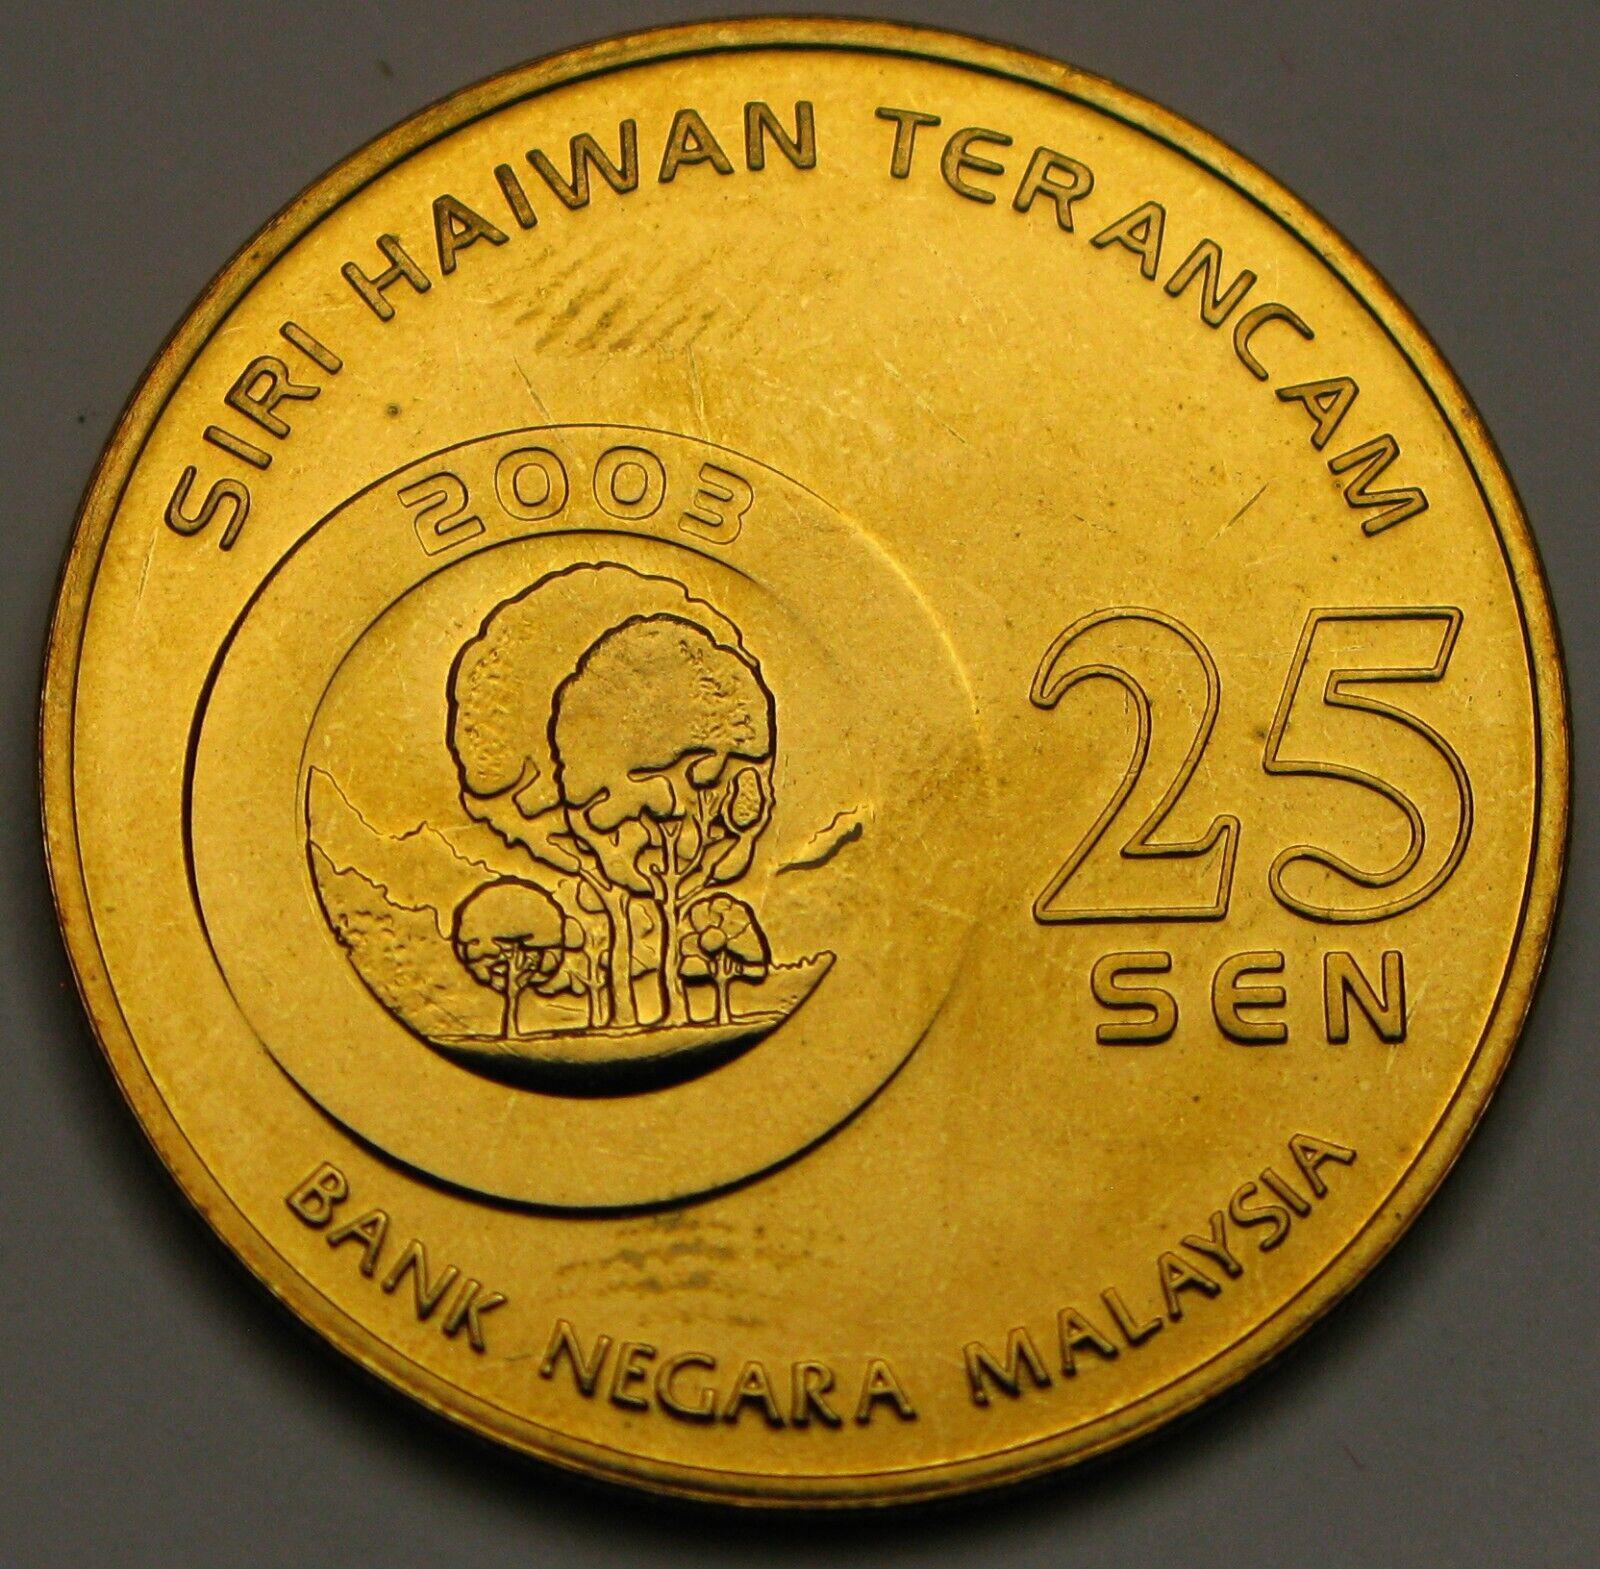 SIRI HAIWAN TERANCAM
2003
25
SEN
BANK NEGARA MALAYSIA